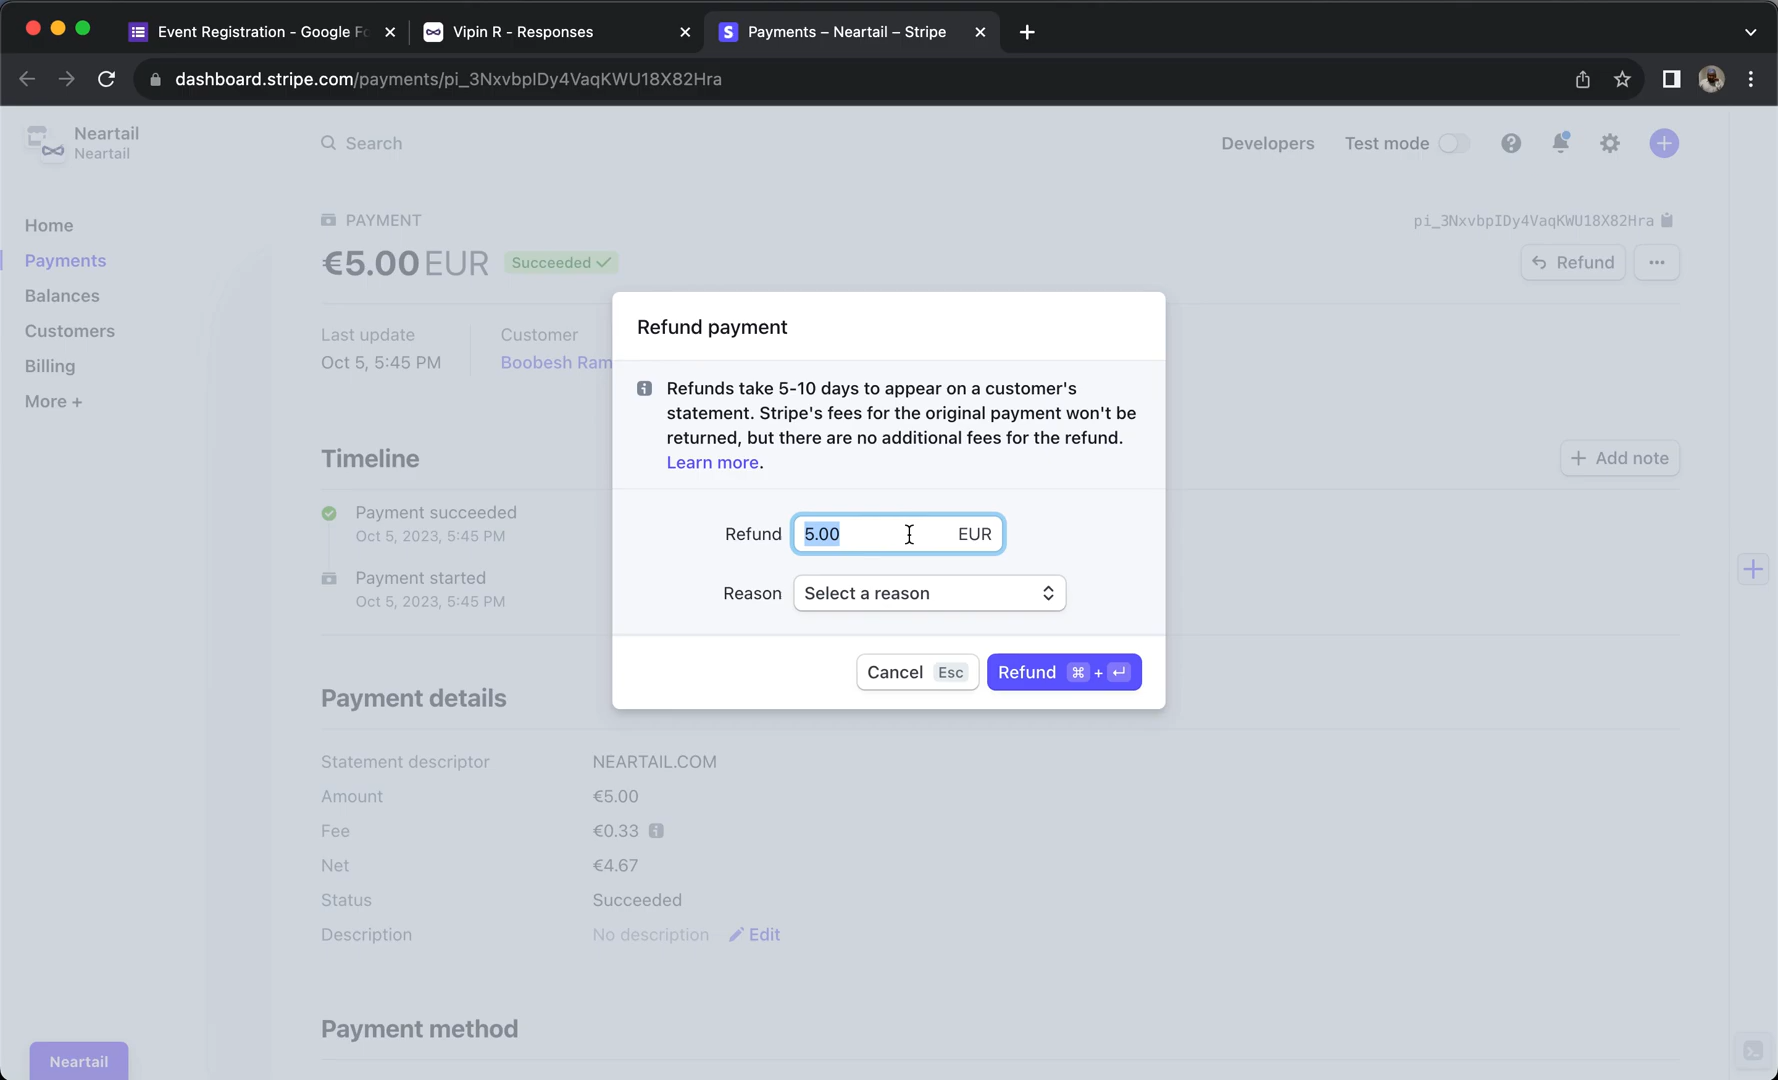 Event Registration - Google Fo
Vipin R - Responses
Payments – Neartail – Stripe
dashboard.stripe.com/payments/pi_3NxvbpIDy4VaqKWU18X82Hra
Neartail
Neartail
Search
Developers
Test mode
Home
Payments
Balances
Customers
Billing
More +
PAYMENT
pi_3NxvbpIDy4VaqKWU18X82Hra
€5.00 EUR
Succeeded
Refund
Last update
Oct 5, 5:45 PM
Customer
Boobesh Ram
Timeline
Add note
Payment succeeded
Oct 5, 2023, 5:45 PM
Payment started
Oct 5, 2023, 5:45 PM
Refund payment
Refunds take 5-10 days to appear on a customer's
statement. Stripe's fees for the original payment won't be
returned, but there are no additional fees for the refund.
Learn more.
Refund 5.00 EUR
Reason Select a reason
Cancel Esc
Refund ⌘ + ↵
Payment details
Statement descriptor NEARTAIL.COM
Amount €5.00
Fee €0.33
Net €4.67
Status Succeeded
Description No description Edit
Payment method
Neartail